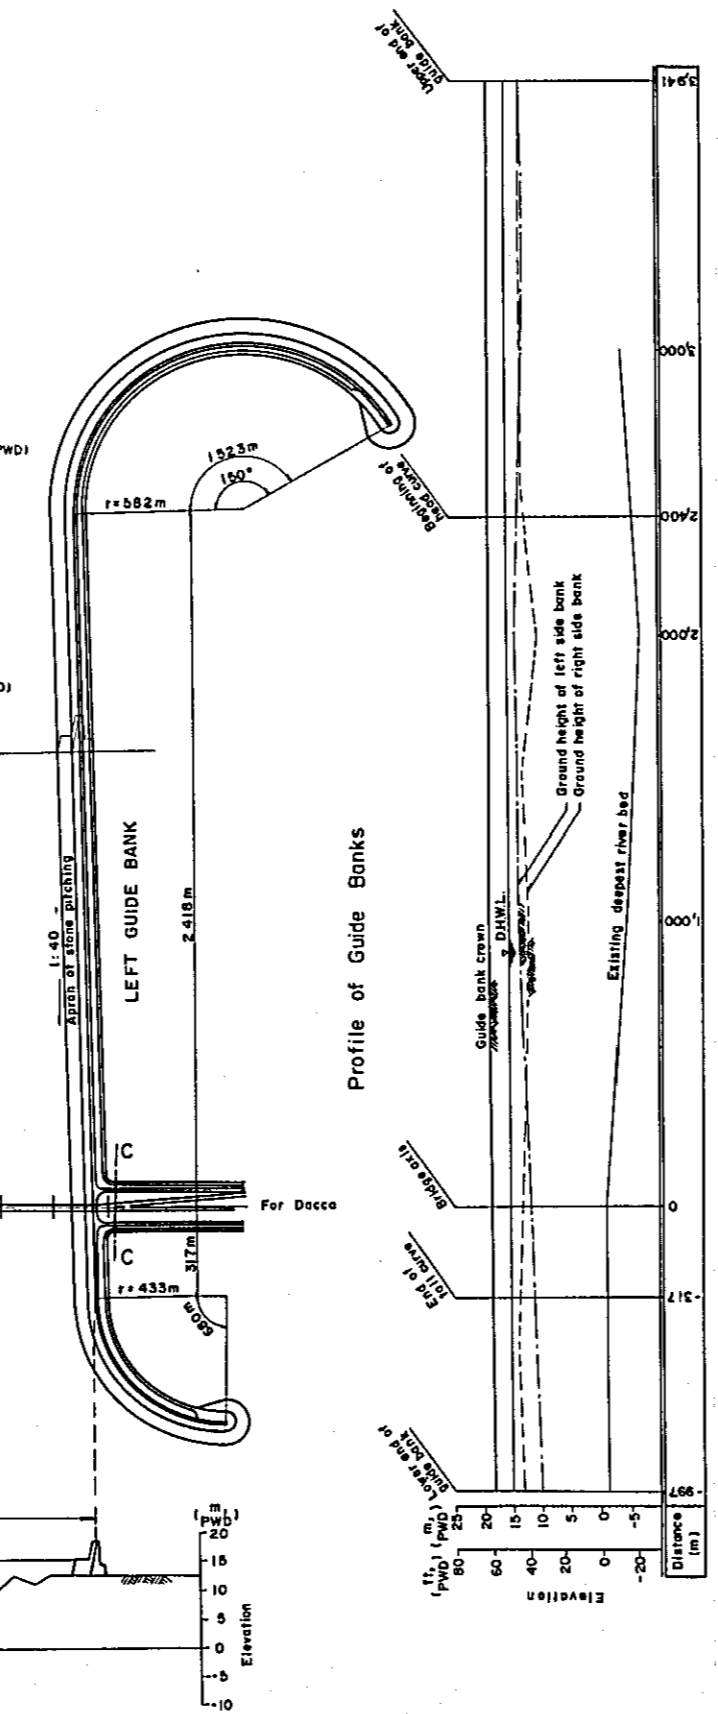 Upper end of
guide bank
3,941
3,000
PWD)
1523m
150°
r=582m
Beginning of
head curve
2,400
2,000
Ground height of left side bank
Ground height of right side bank
1:40
Apron of stone pitching
LEFT GUIDE BANK
2 418m
Profile of Guide Banks
Guide bank crown
D.H.W.L.
Existing deepest river bed
1,000
C
C
For Dacca
Bridge axis
0
317m
End of
tail curve
-317
r=433m
680m
Lower end of
guide bank
-997
(m, PWD)
25
20
15
10
5
0
-5
(ft, PWD)
80
60
40
20
0
-20
Elevation
Distance
(m)
(m, PWD)
20
15
10
5
0
-5
-10
Elevation